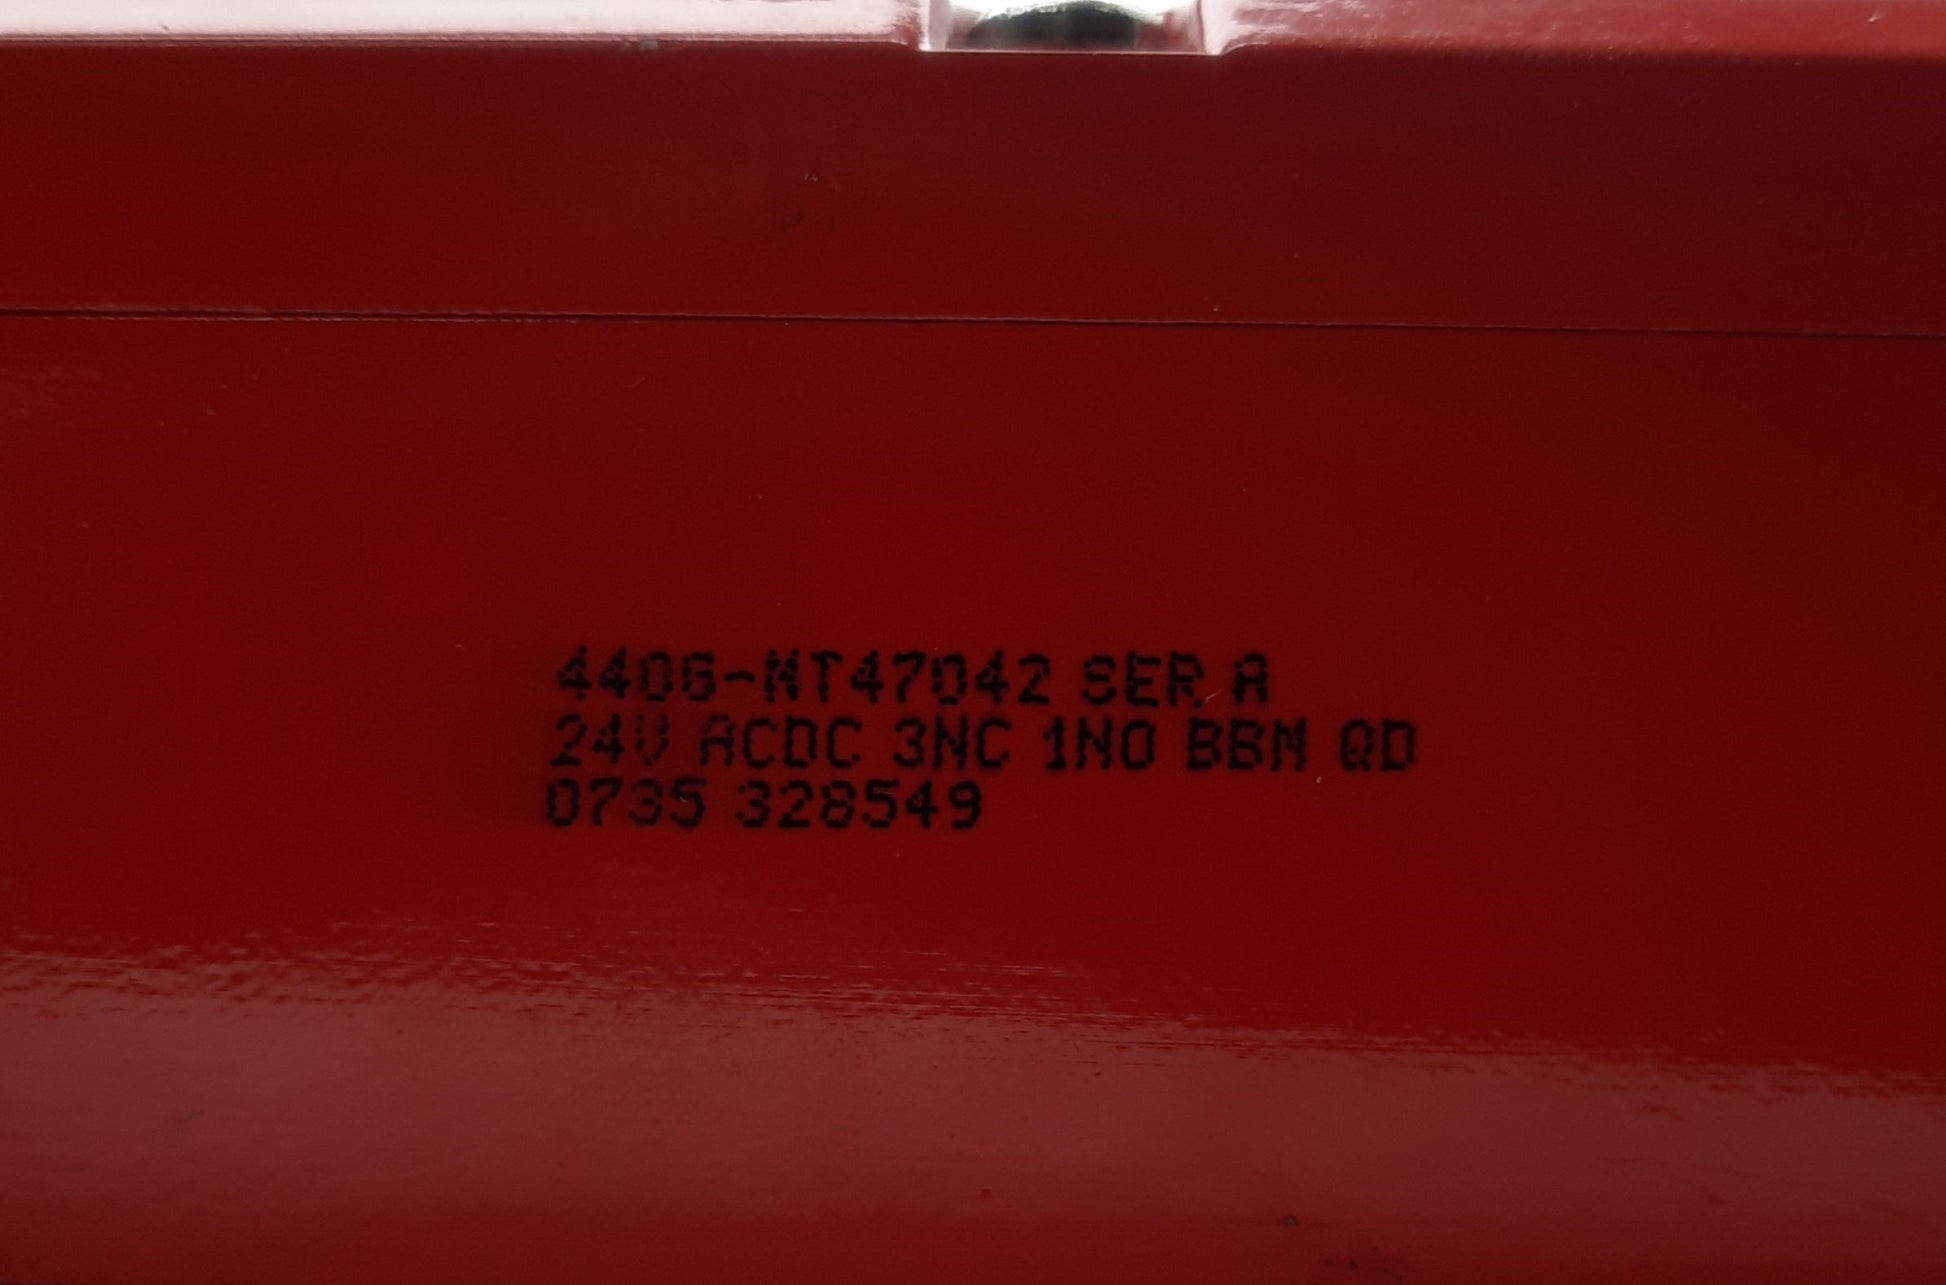 440G-MT47042 SER A
24V ACDC 3NC 1NO BBM QD
0735 328549